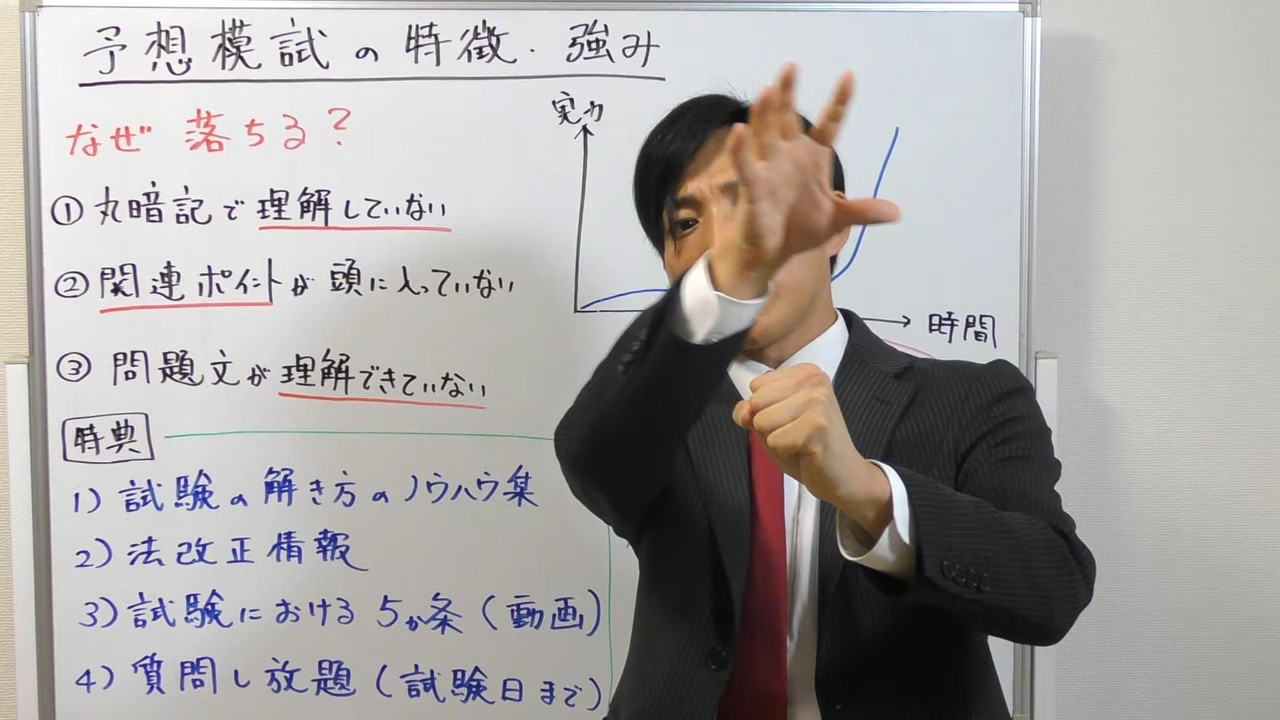 予想模試の特徴・強み
なぜ落ちる?
① 丸暗記で理解していない
② 関連ポイントが頭に入っていない
③ 問題文が理解できていない
特典
1) 試験の解き方のノウハウ集
2) 法改正情報
3) 試験における5か条(動画)
4) 質問し放題(試験日まで)
実力
時間